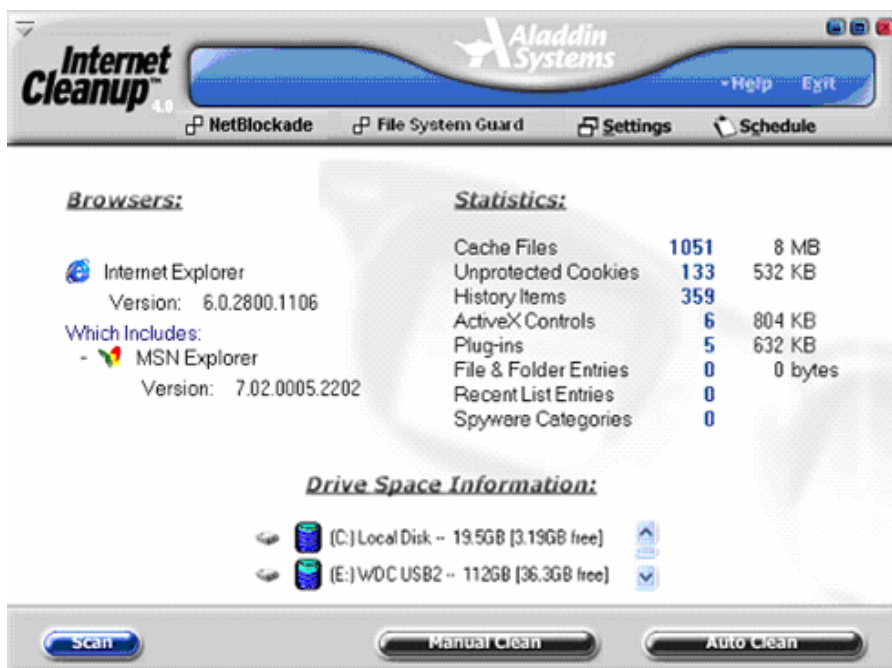 Aladdin
Systems
Internet
Cleanup™ 4.0
Help Exit
NetBlockade File System Guard Settings Schedule
Browsers: Statistics:
Internet Explorer
Version: 6.0.2800.1106
Which Includes:
- MSN Explorer
Version: 7.02.0005.2202
Cache Files 1051 8 MB
Unprotected Cookies 133 532 KB
History Items 359
ActiveX Controls 6 804 KB
Plug-ins 5 632 KB
File & Folder Entries 0 0 bytes
Recent List Entries 0
Spyware Categories 0
Drive Space Information:
(C:) Local Disk -- 19.5GB [3.19GB free]
(E:) WDC USB2 -- 112GB [36.3GB free]
Scan Manual Clean Auto Clean